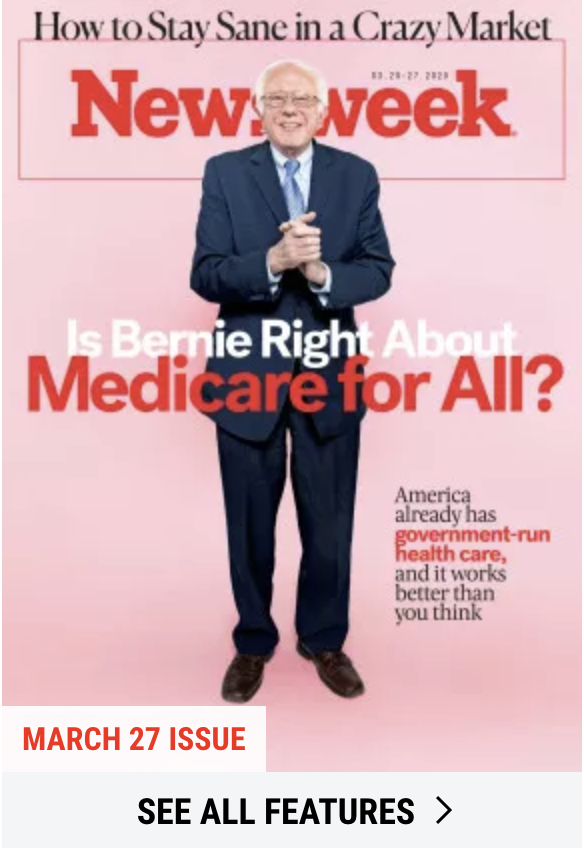 How to Stay Sane in a Crazy Market
03.20-27.2020
Newsweek
Is Bernie Right About
Medicare for All?
America
already has
government-run
health care,
and it works
better than
you think
MARCH 27 ISSUE
SEE ALL FEATURES